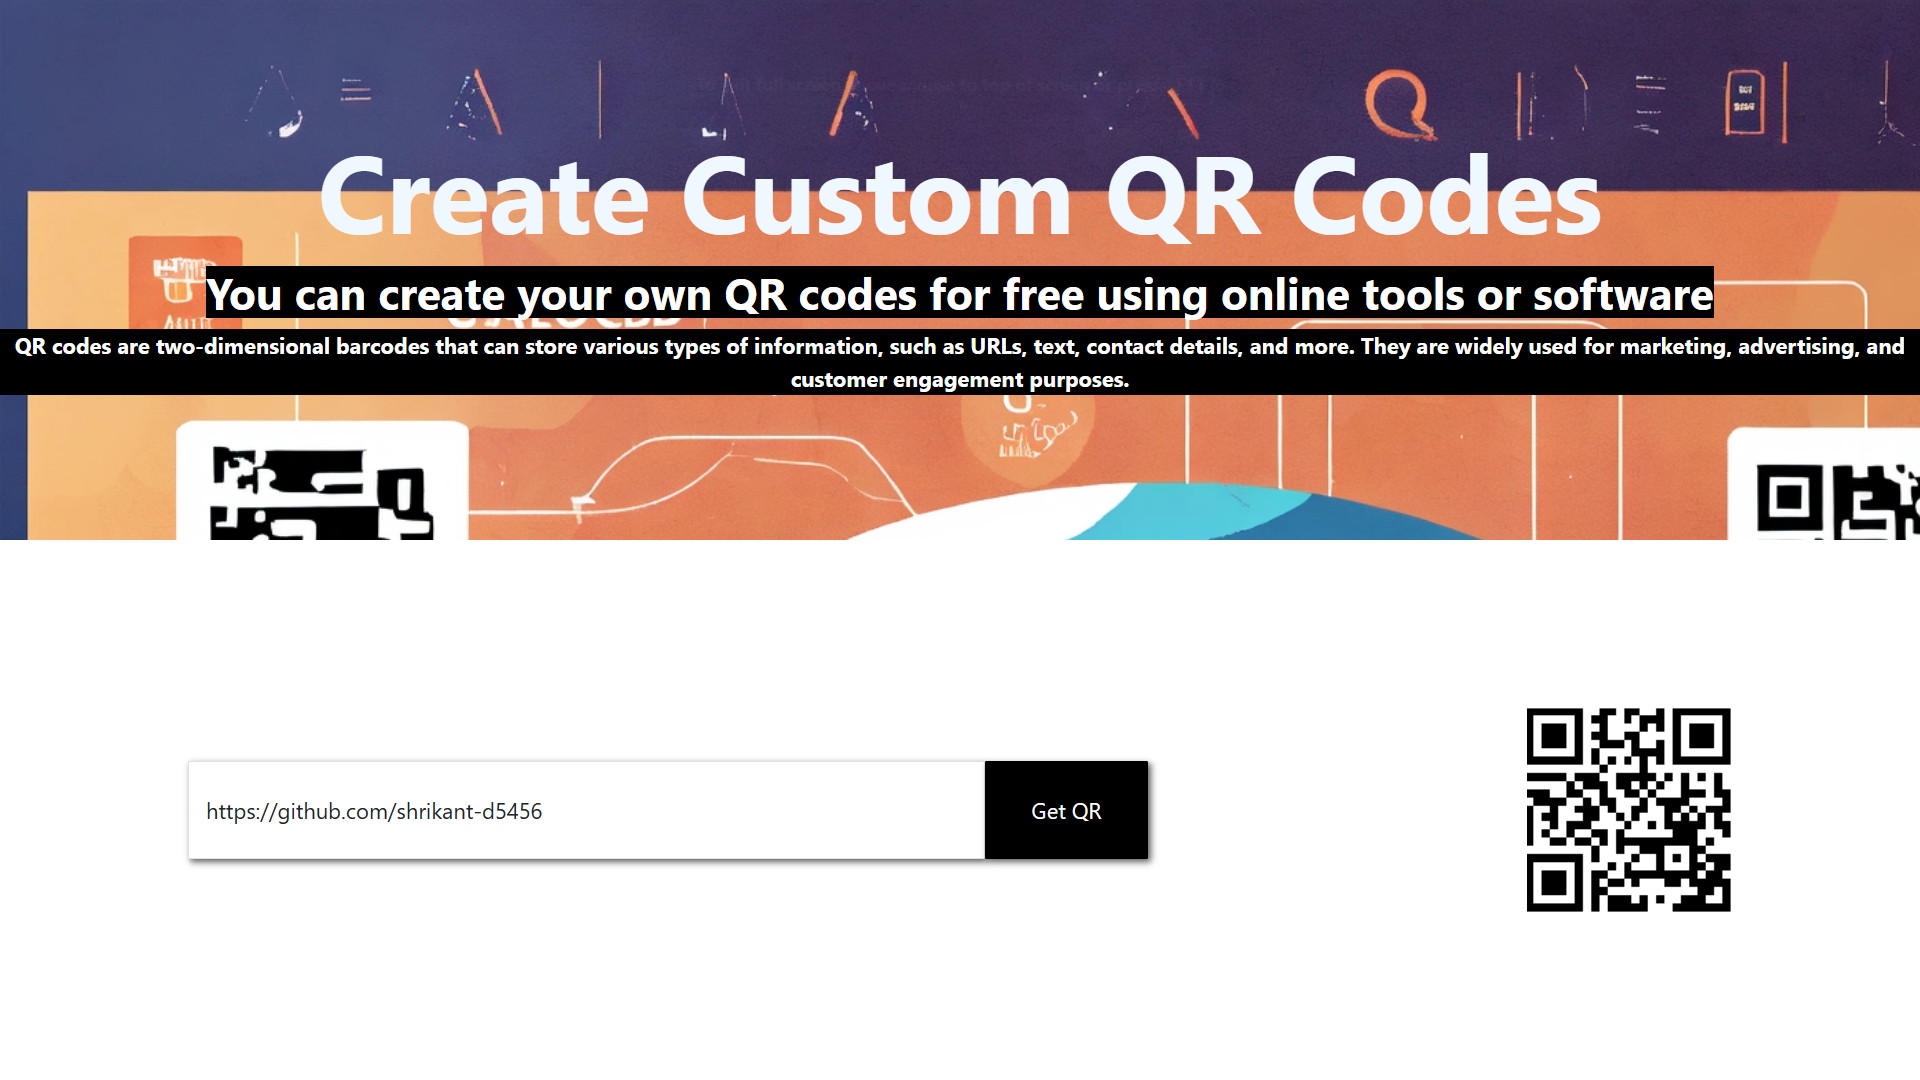 Create Custom QR Codes
You can create your own QR codes for free using online tools or software
QR codes are two-dimensional barcodes that can store various types of information, such as URLs, text, contact details, and more. They are widely used for marketing, advertising, and
customer engagement purposes.
https://github.com/shrikant-d5456
Get QR